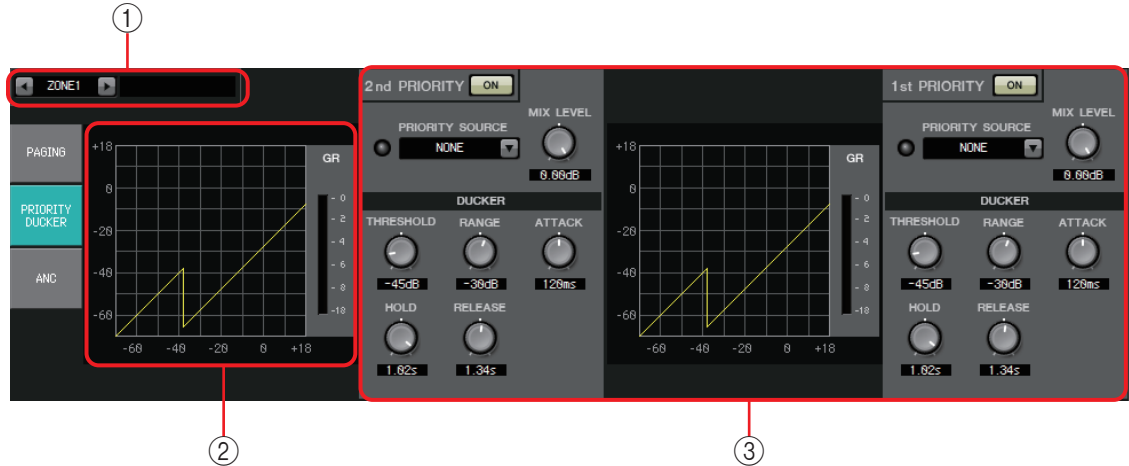 ①
ZONE1
PAGING
PRIORITY
DUCKER
ANC
+18
0
-20
-40
-60
-60 -40 -20 0 +18
GR
0
-2
-4
-6
-8
-18
2nd PRIORITY ON
PRIORITY SOURCE
NONE
MIX LEVEL
0.00dB
DUCKER
THRESHOLD RANGE ATTACK
-45dB -30dB 120ms
HOLD RELEASE
1.02s 1.34s
+18
0
-20
-40
-60
-60 -40 -20 0 +18
GR
0
-2
-4
-6
-8
-18
1st PRIORITY ON
PRIORITY SOURCE
NONE
MIX LEVEL
0.00dB
DUCKER
THRESHOLD RANGE ATTACK
-45dB -30dB 120ms
HOLD RELEASE
1.02s 1.34s
② ③